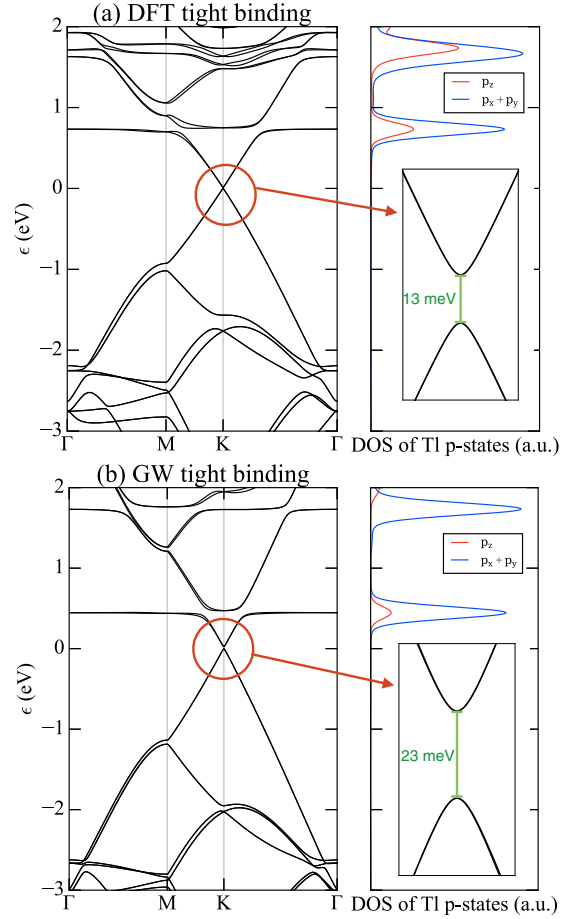 (a) DFT tight binding
2
1
0
−1
−2
−3
ϵ (eV)
Γ M K Γ
p_z
p_x + p_y
13 meV
DOS of Tl p-states (a.u.)
(b) GW tight binding
2
1
0
−1
−2
−3
ϵ (eV)
Γ M K Γ
p_z
p_x + p_y
23 meV
DOS of Tl p-states (a.u.)